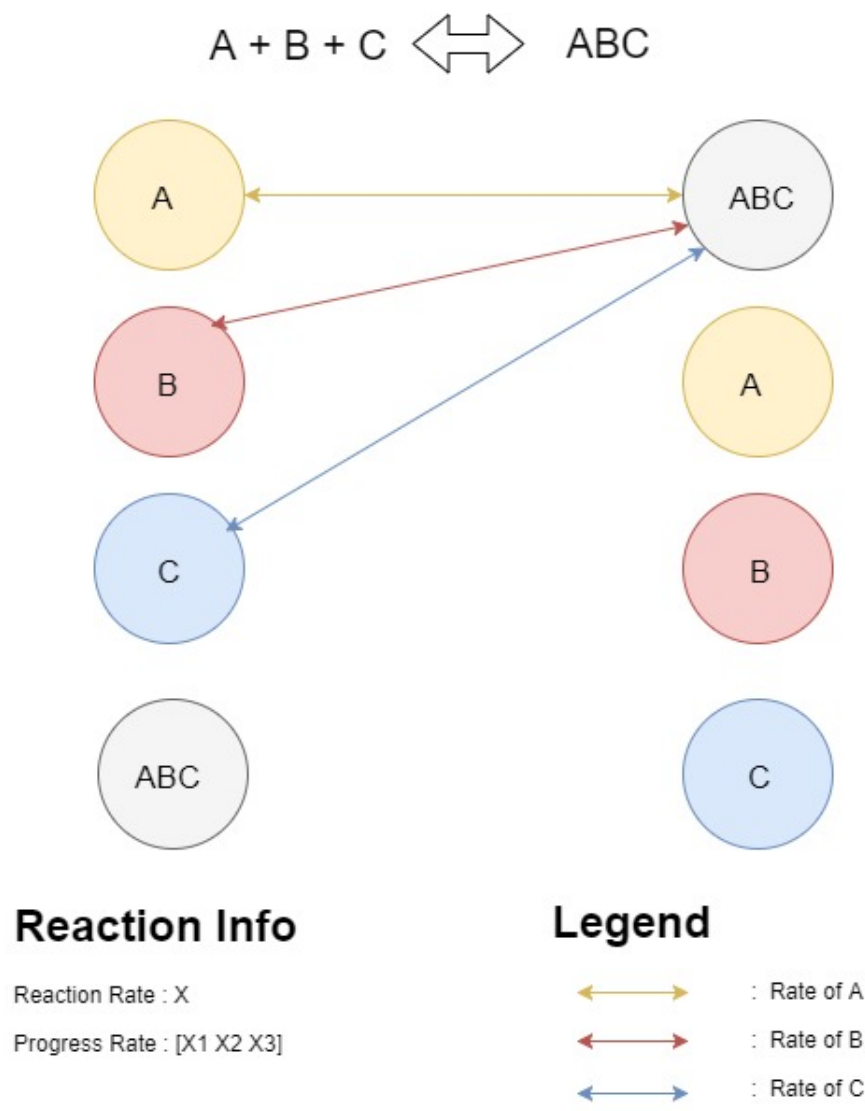 A + B + C ABC
A ABC
B A
C B
ABC C
Reaction Info
Reaction Rate : X
Progress Rate : [X1 X2 X3]
Legend
: Rate of A
: Rate of B
: Rate of C